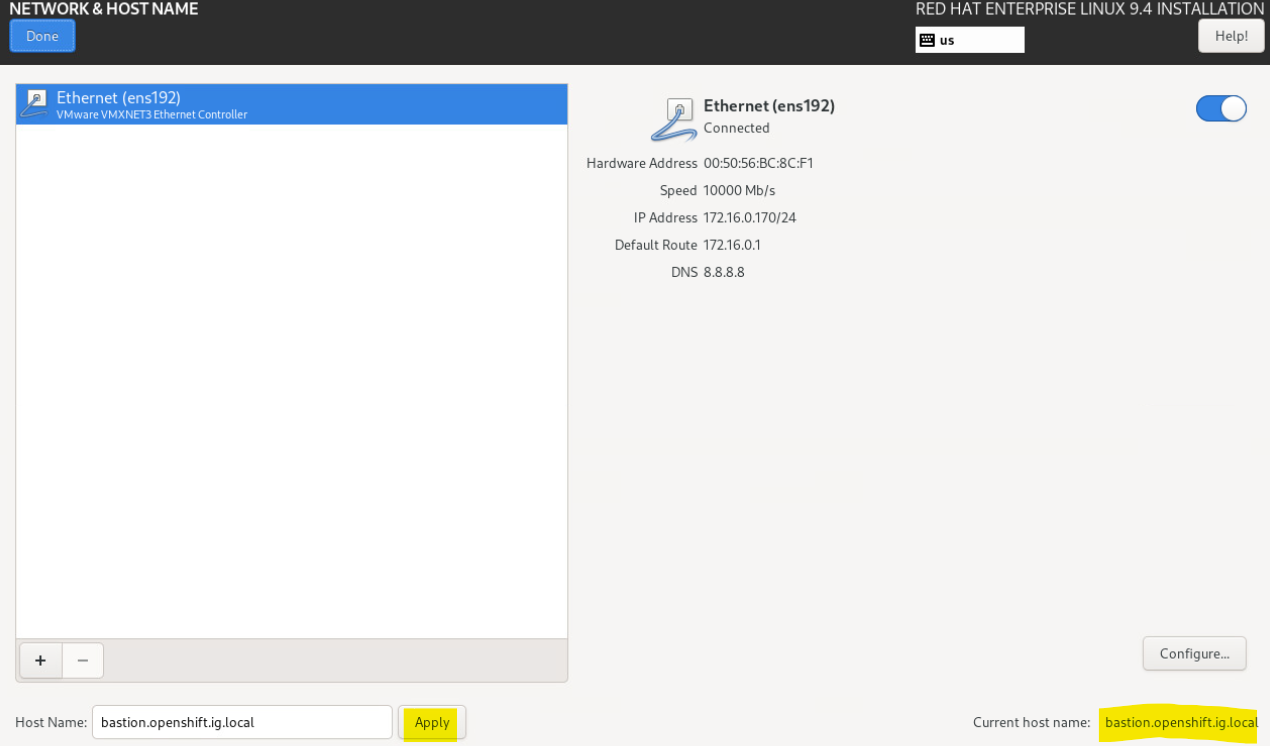 NETWORK & HOST NAME
RED HAT ENTERPRISE LINUX 9.4 INSTALLATION
Done
us
Help!
Ethernet (ens192)
VMware VMXNET3 Ethernet Controller
Ethernet (ens192)
Connected
Hardware Address 00:50:56:BC:8C:F1
Speed 10000 Mb/s
IP Address 172.16.0.170/24
Default Route 172.16.0.1
DNS 8.8.8.8
+ −
Configure...
Host Name: bastion.openshift.ig.local Apply
Current host name: bastion.openshift.ig.local